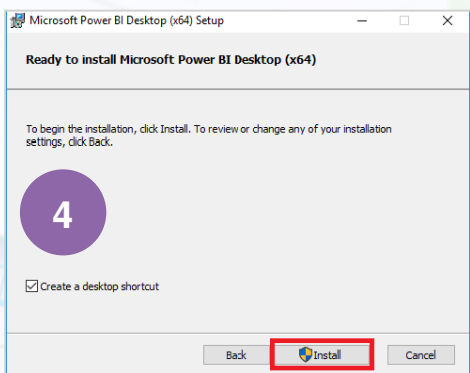 Microsoft Power BI Desktop (x64) Setup
Ready to install Microsoft Power BI Desktop (x64)
To begin the installation, click Install. To review or change any of your installation
settings, click Back.
4
Create a desktop shortcut
Back Install Cancel